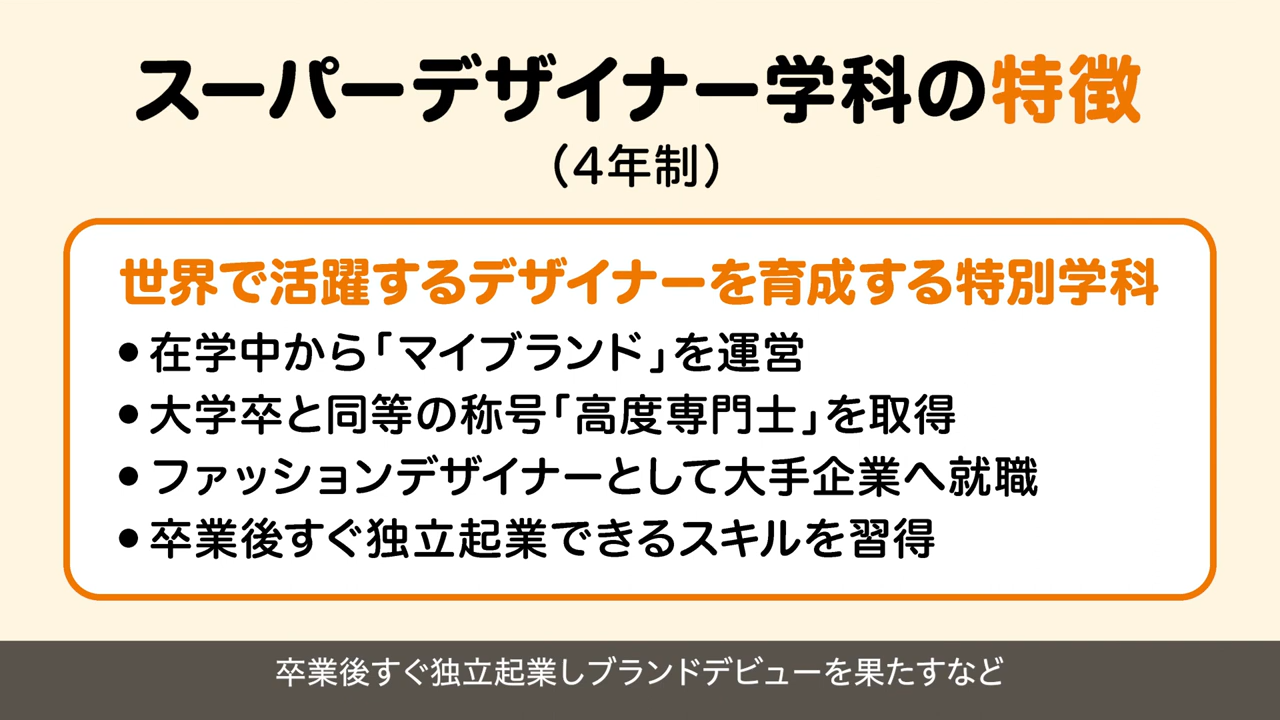 スーパーデザイナー学科の特徴
（4年制）
世界で活躍するデザイナーを育成する特別学科
●在学中から「マイブランド」を運営
●大学卒と同等の称号「高度専門士」を取得
●ファッションデザイナーとして大手企業へ就職
●卒業後すぐ独立起業できるスキルを習得
卒業後すぐ独立起業しブランドデビューを果たすなど